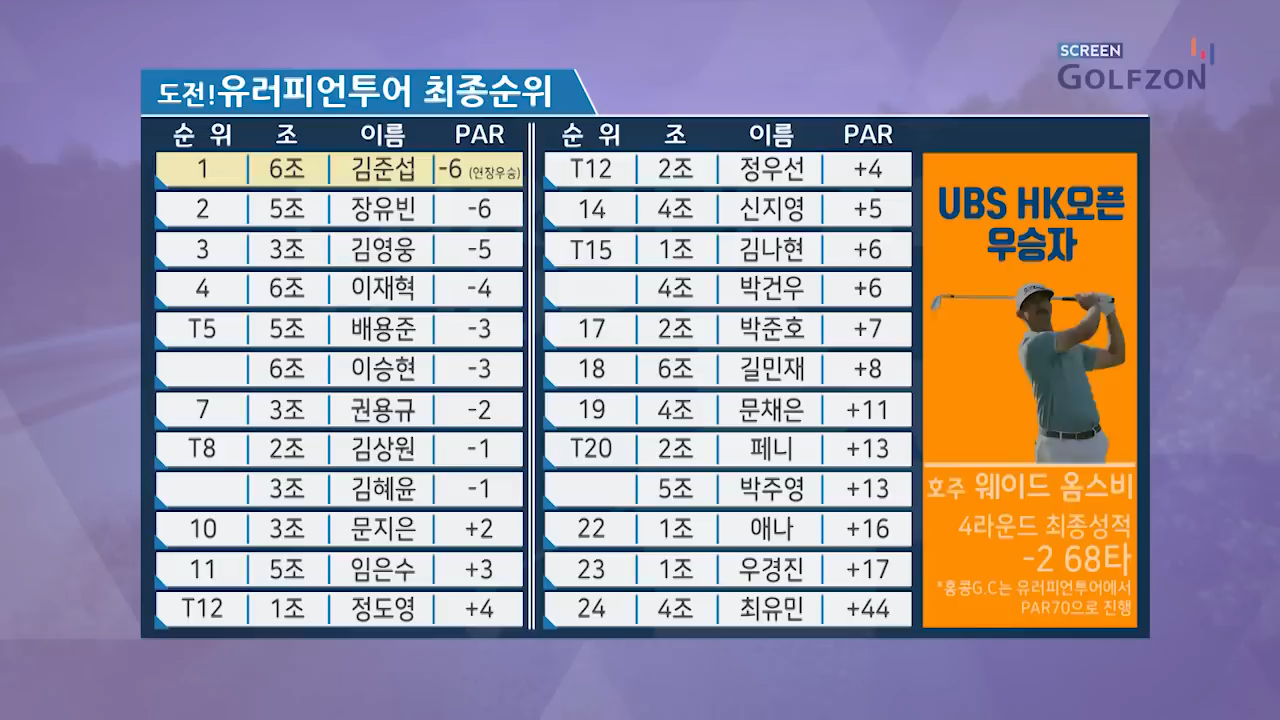 SCREEN
GOLFZON
도전!유러피언투어 최종순위
순 위 조 이름 PAR
1 6조 김준섭 -6 (연장우승)
2 5조 장유빈 -6
3 3조 김영웅 -5
4 6조 이재혁 -4
T5 5조 배용준 -3
6조 이승현 -3
7 3조 권용규 -2
T8 2조 김상원 -1
3조 김혜윤 -1
10 3조 문지은 +2
11 5조 임은수 +3
T12 1조 정도영 +4
순 위 조 이름 PAR
T12 2조 정우선 +4
14 4조 신지영 +5
T15 1조 김나현 +6
4조 박건우 +6
17 2조 박준호 +7
18 6조 길민재 +8
19 4조 문채은 +11
T20 2조 페니 +13
5조 박주영 +13
22 1조 애나 +16
23 1조 우경진 +17
24 4조 최유민 +44
UBS HK오픈
우승자
호주 웨이드 옴스비
4라운드 최종성적
-2 68타
*홍콩G.C는 유러피언투어에서
PAR70으로 진행